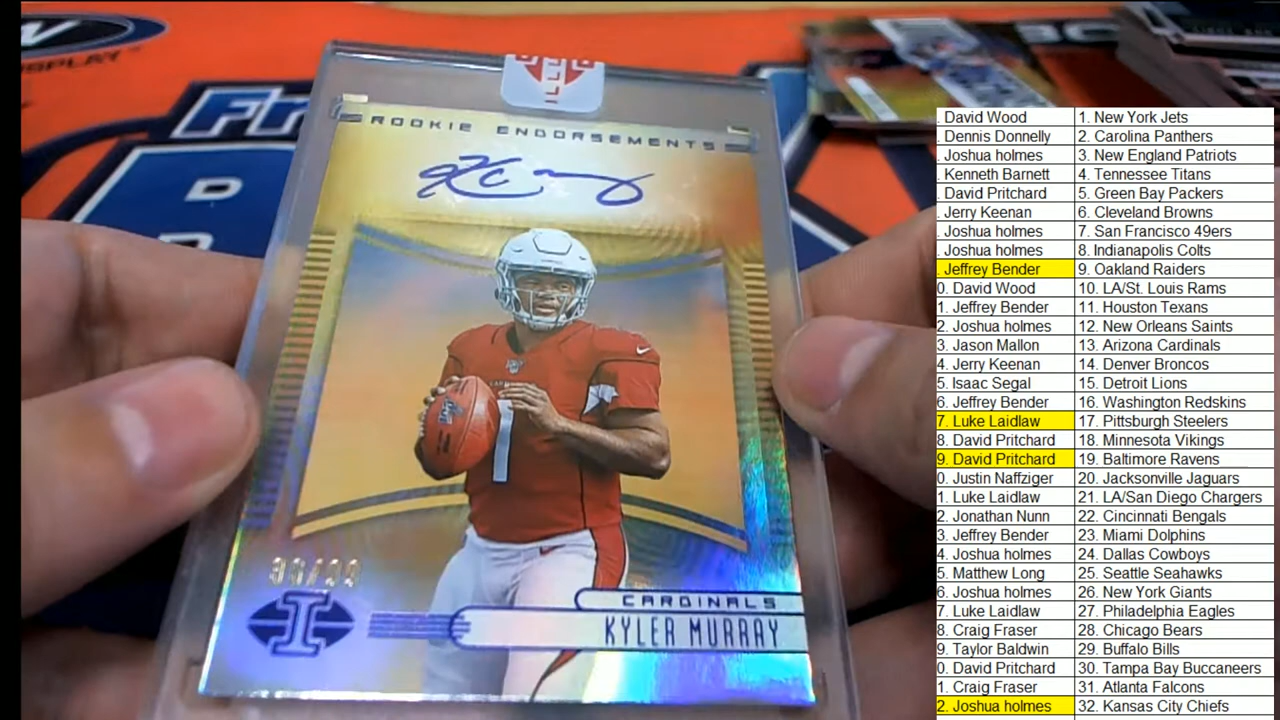 ROOKIE ENDORSEMENTS
1
CARDINALS
KYLER MURRAY
I
Fr
D
. David Wood 1. New York Jets
. Dennis Donnelly 2. Carolina Panthers
. Joshua holmes 3. New England Patriots
. Kenneth Barnett 4. Tennessee Titans
. David Pritchard 5. Green Bay Packers
. Jerry Keenan 6. Cleveland Browns
. Joshua holmes 7. San Francisco 49ers
. Joshua holmes 8. Indianapolis Colts
. Jeffrey Bender 9. Oakland Raiders
0. David Wood 10. LA/St. Louis Rams
1. Jeffrey Bender 11. Houston Texans
2. Joshua holmes 12. New Orleans Saints
3. Jason Mallon 13. Arizona Cardinals
4. Jerry Keenan 14. Denver Broncos
5. Isaac Segal 15. Detroit Lions
6. Jeffrey Bender 16. Washington Redskins
7. Luke Laidlaw 17. Pittsburgh Steelers
8. David Pritchard 18. Minnesota Vikings
9. David Pritchard 19. Baltimore Ravens
0. Justin Naffziger 20. Jacksonville Jaguars
1. Luke Laidlaw 21. LA/San Diego Chargers
2. Jonathan Nunn 22. Cincinnati Bengals
3. Jeffrey Bender 23. Miami Dolphins
4. Joshua holmes 24. Dallas Cowboys
5. Matthew Long 25. Seattle Seahawks
6. Joshua holmes 26. New York Giants
7. Luke Laidlaw 27. Philadelphia Eagles
8. Craig Fraser 28. Chicago Bears
9. Taylor Baldwin 29. Buffalo Bills
0. David Pritchard 30. Tampa Bay Buccaneers
1. Craig Fraser 31. Atlanta Falcons
2. Joshua holmes 32. Kansas City Chiefs